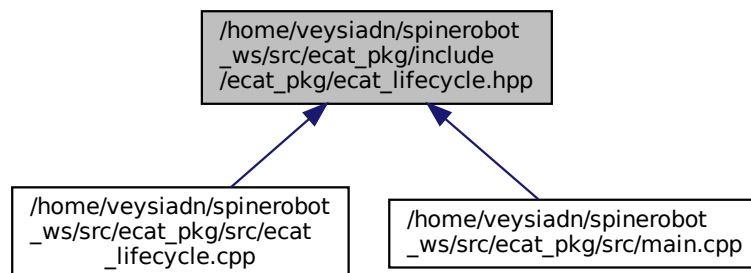 /home/veysiadn/spinerobot
_ws/src/ecat_pkg/include
/ecat_pkg/ecat_lifecycle.hpp
/home/veysiadn/spinerobot
_ws/src/ecat_pkg/src/ecat
_lifecycle.cpp
/home/veysiadn/spinerobot
_ws/src/ecat_pkg/src/main.cpp